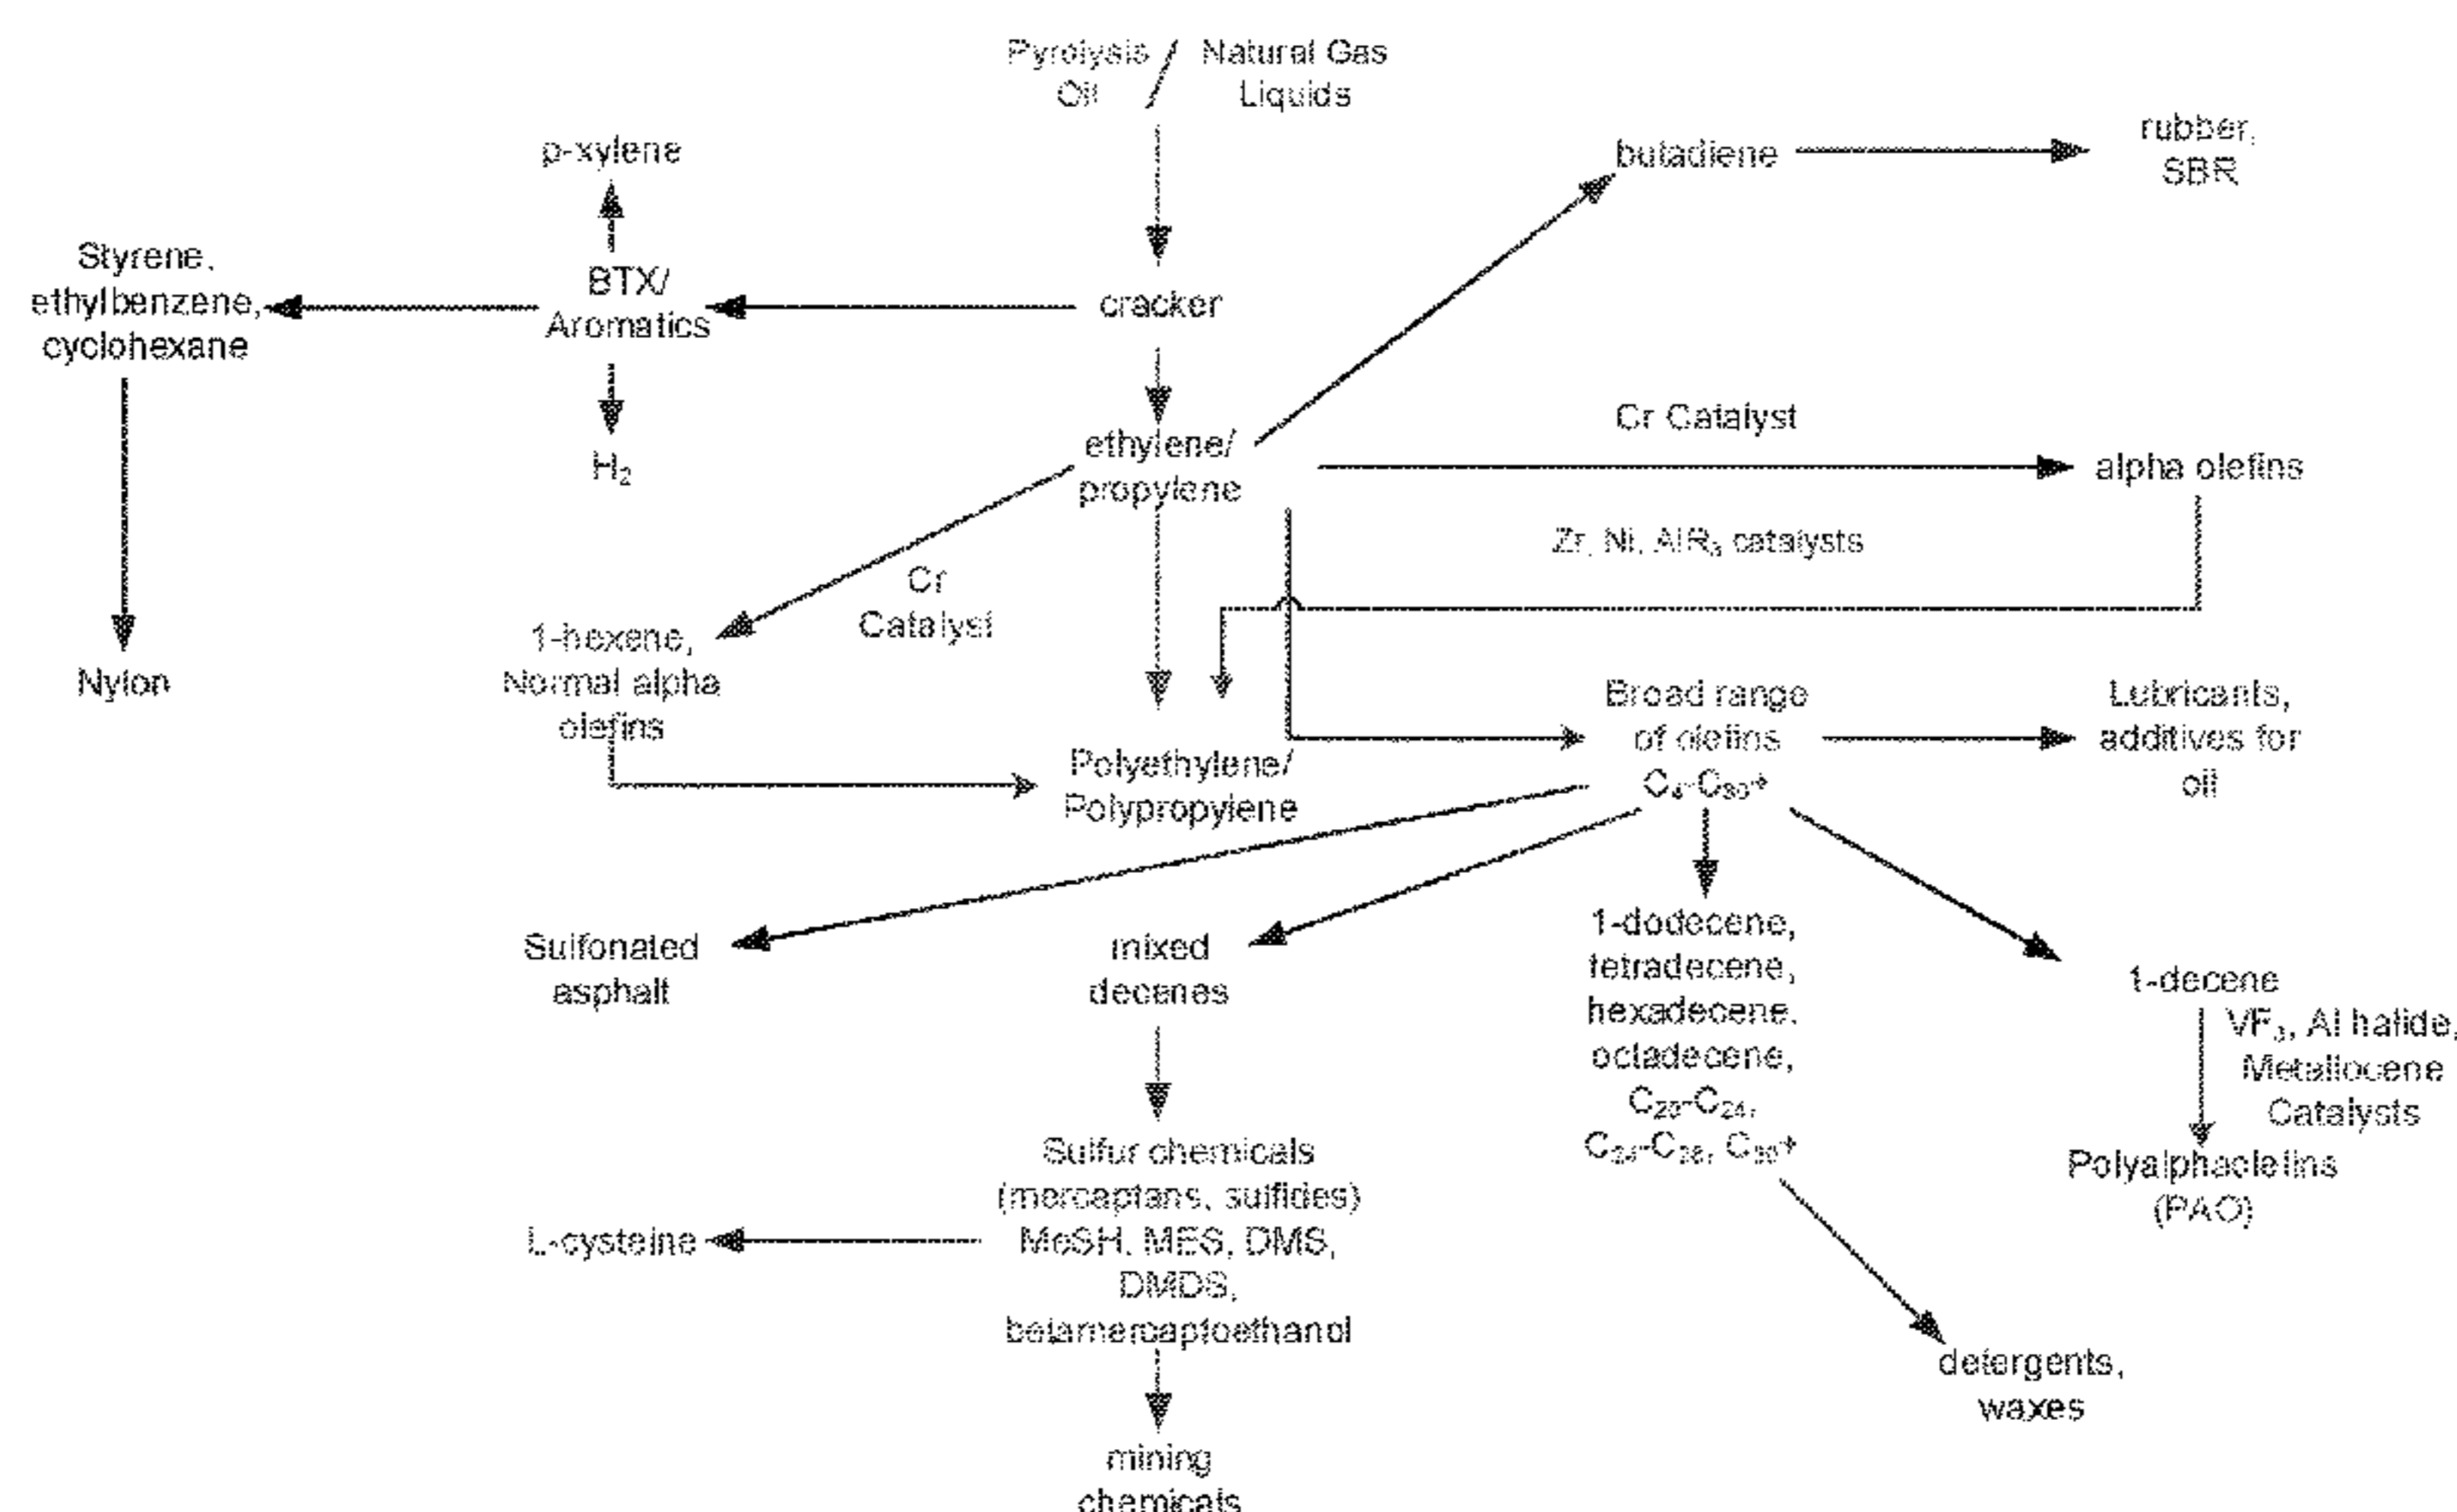 Pyrolysis / Natural Gas
Oil Liquids
p-xylene
butadiene
rubber,
SBR
Styrene,
ethylbenzene,
cyclohexane
BTX/
Aromatics
cracker
H₂
ethylene/
propylene
Cr Catalyst
alpha olefins
Zr, Ni, AlR₃ catalysts
Cr
Catalyst
Nylon
1-hexene,
Normal alpha
olefins
Polyethylene/
Polypropylene
Broad range
of olefins
C₄-C₃₀+
Lubricants,
additives for
oil
Sulfonated
asphalt
mixed
decenes
1-dodecene,
tetradecene,
hexadecene,
octadecene,
C₂₀-C₂₄,
C₃₀+
1-decene
VF₃, Al halide,
Metallocene
Catalysts
Polyalphaolefins
(PAO)
Sulfur chemicals
(mercaptans, sulfides)
MeSH, MES, DMS,
DMDS,
betamercaptoethanol
L-cysteine
detergents,
waxes
mining
chemicals